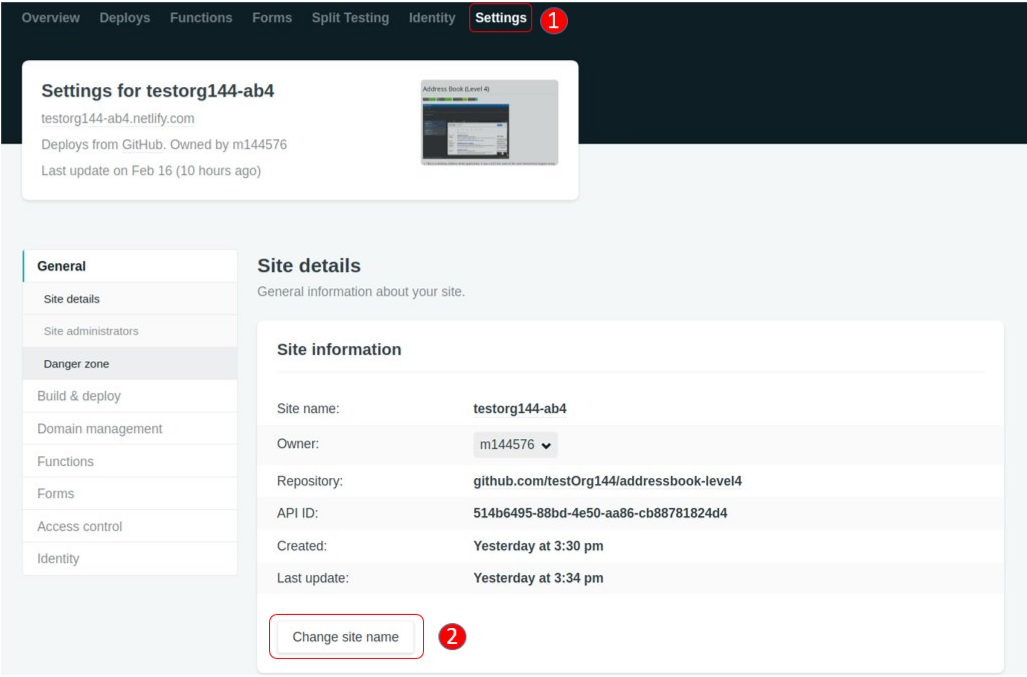 Overview Deploys Functions Forms Split Testing Identity Settings 1
Settings for testorg144-ab4
testorg144-ab4.netlify.com
Deploys from GitHub. Owned by m144576
Last update on Feb 16 (10 hours ago)
Address Book (Level 4)
General
Site details
Site administrators
Danger zone
Build & deploy
Domain management
Functions
Forms
Access control
Identity
Site details
General information about your site.
Site information
Site name: testorg144-ab4
Owner: m144576
Repository: github.com/testOrg144/addressbook-level4
API ID: 514b6495-88bd-4e50-aa86-cb88781824d4
Created: Yesterday at 3:30 pm
Last update: Yesterday at 3:34 pm
Change site name 2